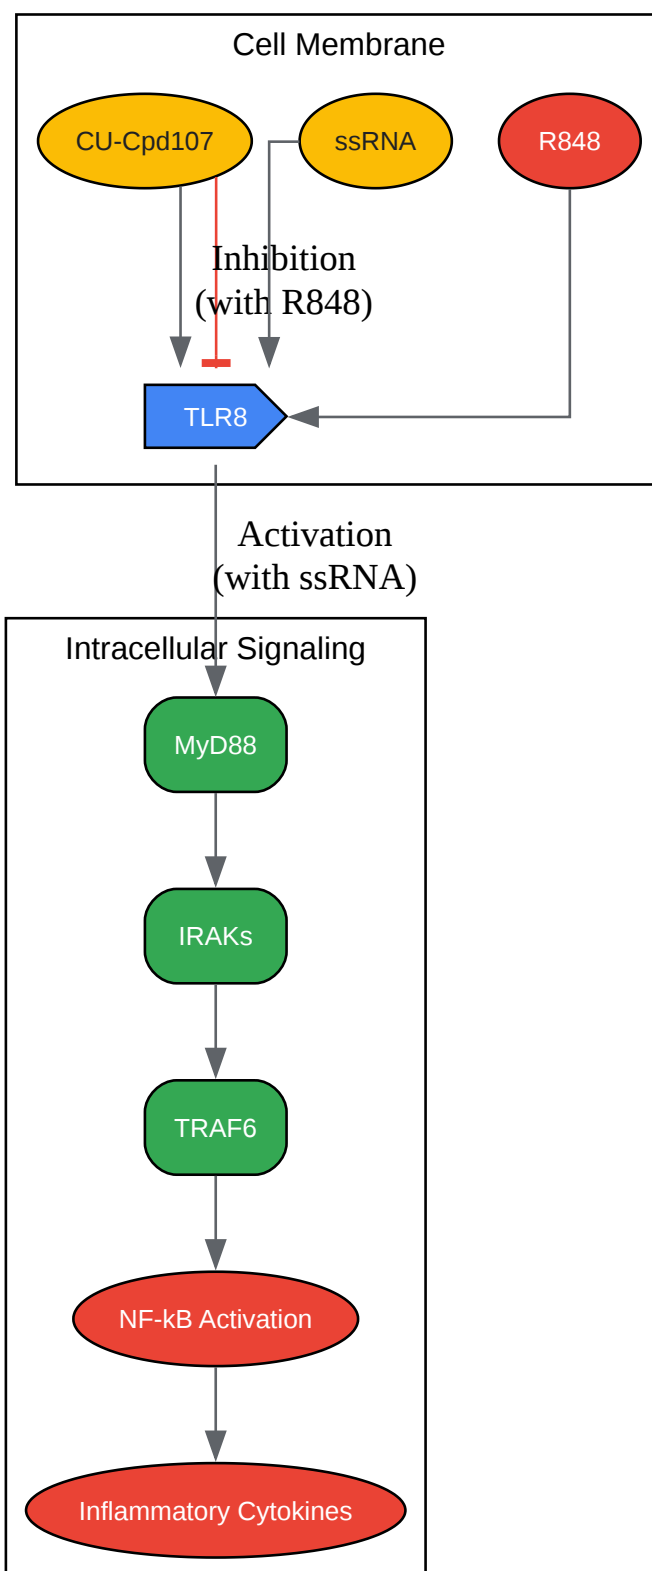 Cell Membrane
CU-Cpd107
ssRNA
R848
Inhibition
(with R848)
TLR8
Activation
(with ssRNA)
Intracellular Signaling
MyD88
IRAKs
TRAF6
NF-kB Activation
Inflammatory Cytokines